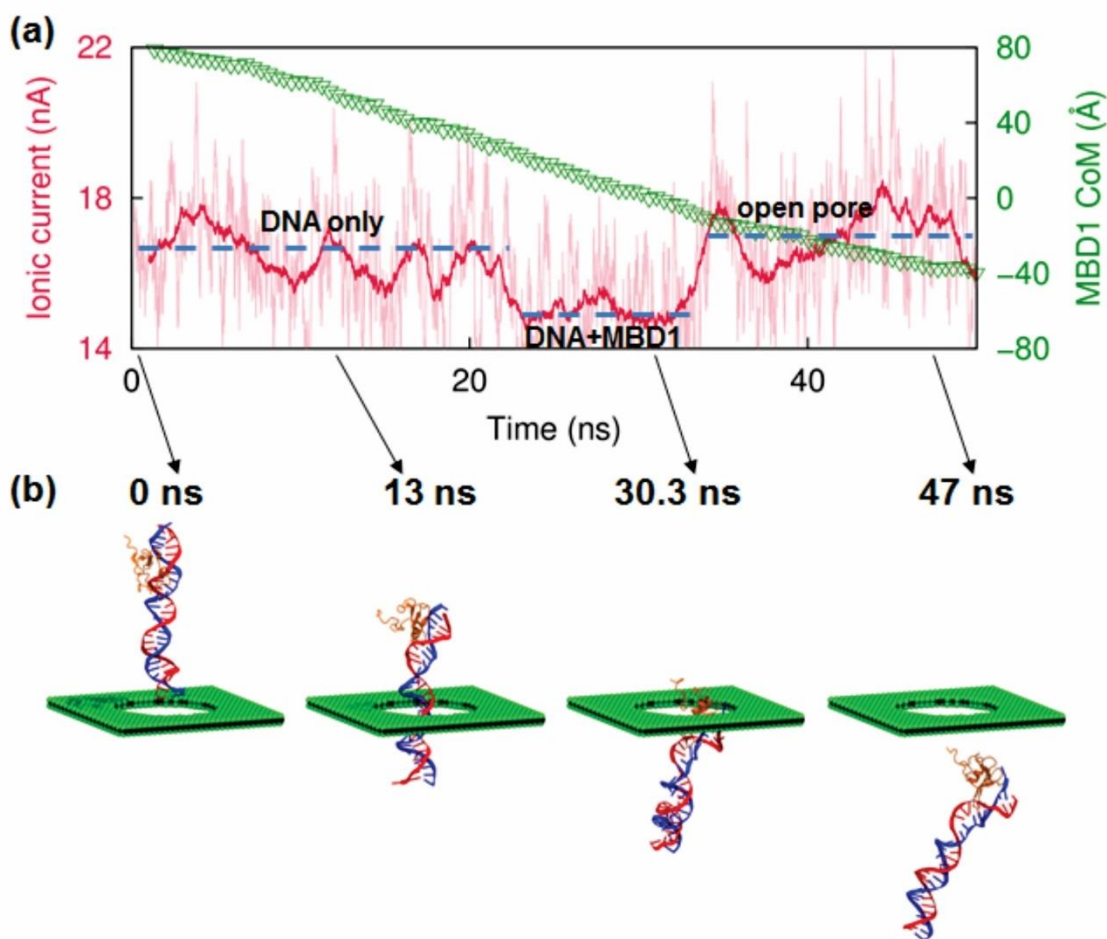 (a)
22
18
14
Ionic current (nA)
80
40
0
−40
−80
MBD1 CoM (Å)
DNA only
open pore
DNA+MBD1
0
20
40
Time (ns)
(b)
0 ns
13 ns
30.3 ns
47 ns